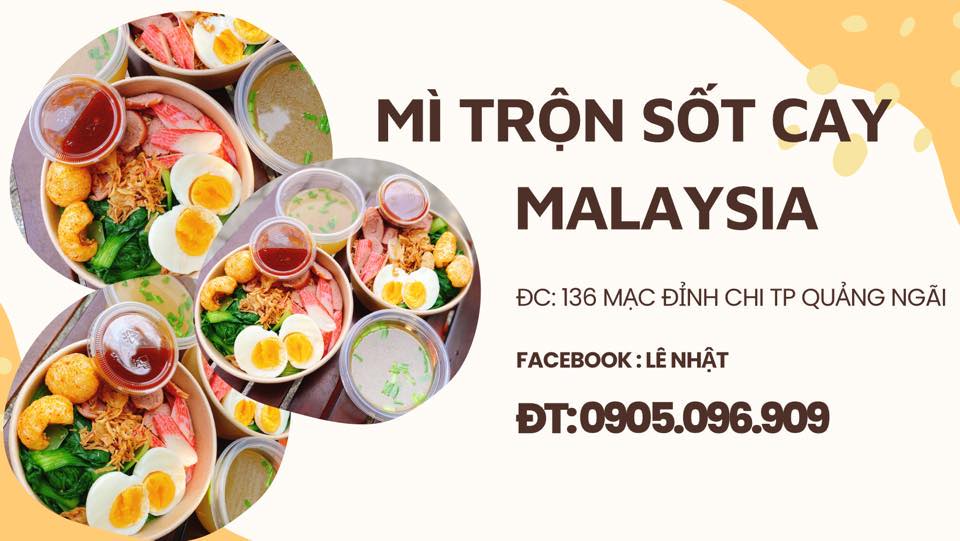 MÌ TRỘN SỐT CAY
MALAYSIA
ĐC: 136 MẠC ĐỈNH CHI TP QUẢNG NGÃI
FACEBOOK : LÊ NHẬT
ĐT: 0905.096.909